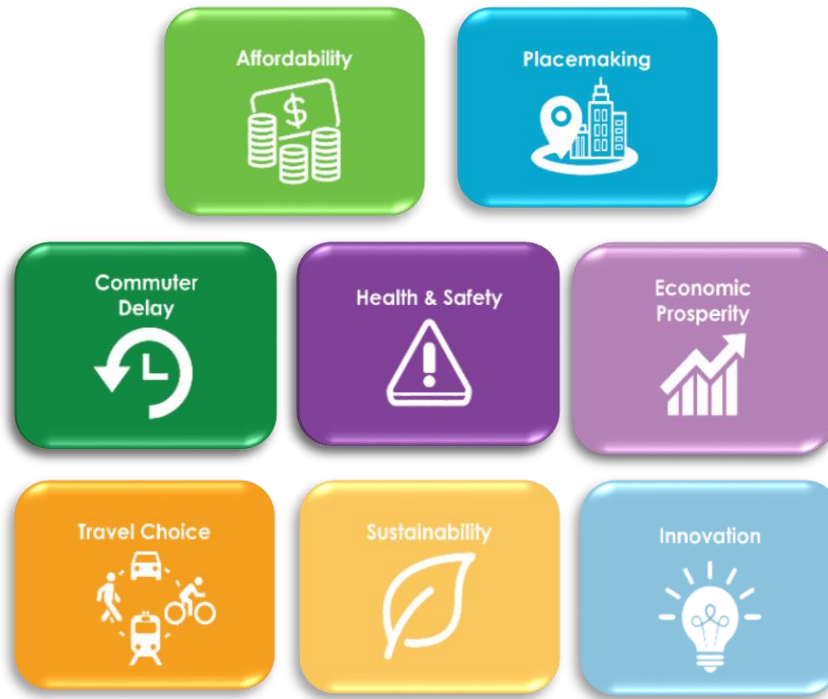 Affordability
$
Placemaking
Commuter
Delay
Health & Safety
!
Economic
Prosperity
Travel Choice
Sustainability
Innovation